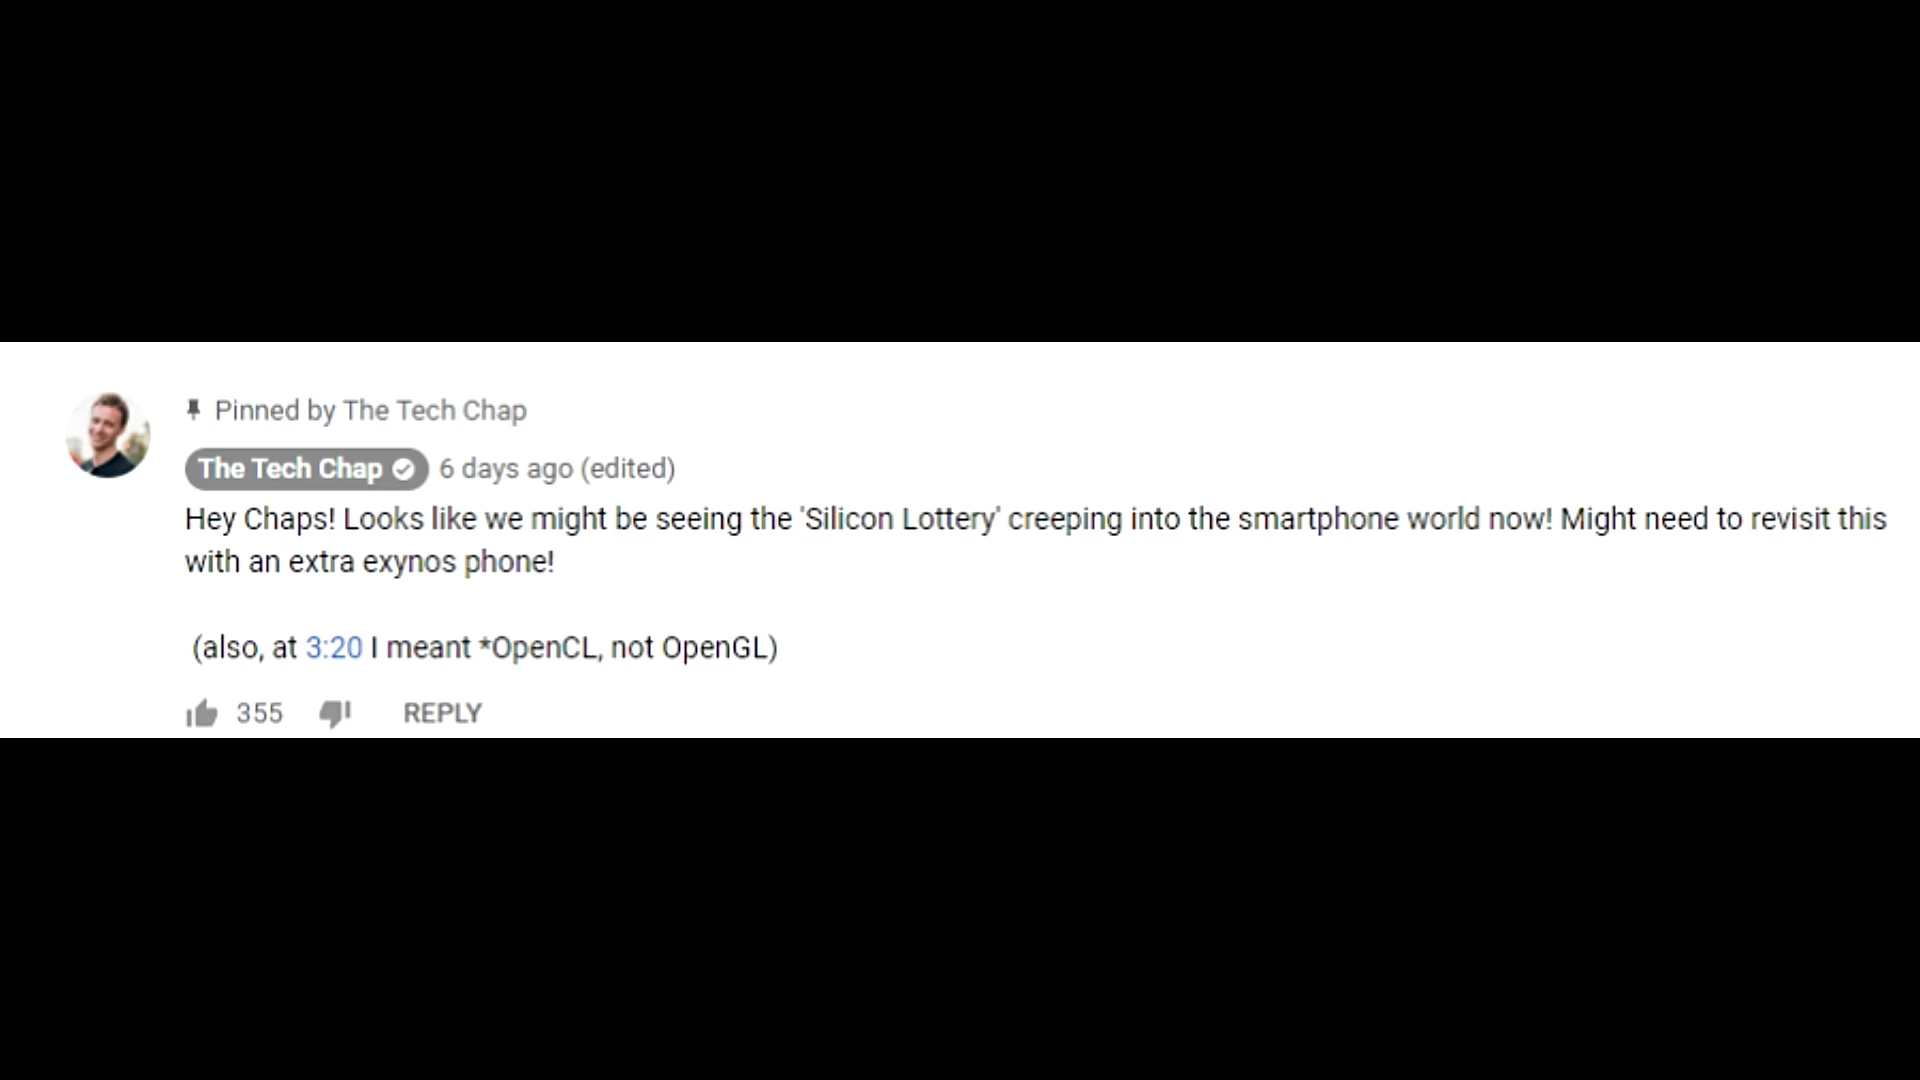 Pinned by The Tech Chap
The Tech Chap 6 days ago (edited)
Hey Chaps! Looks like we might be seeing the 'Silicon Lottery' creeping into the smartphone world now! Might need to revisit this
with an extra exynos phone!
(also, at 3:20 I meant *OpenCL, not OpenGL)
355 REPLY